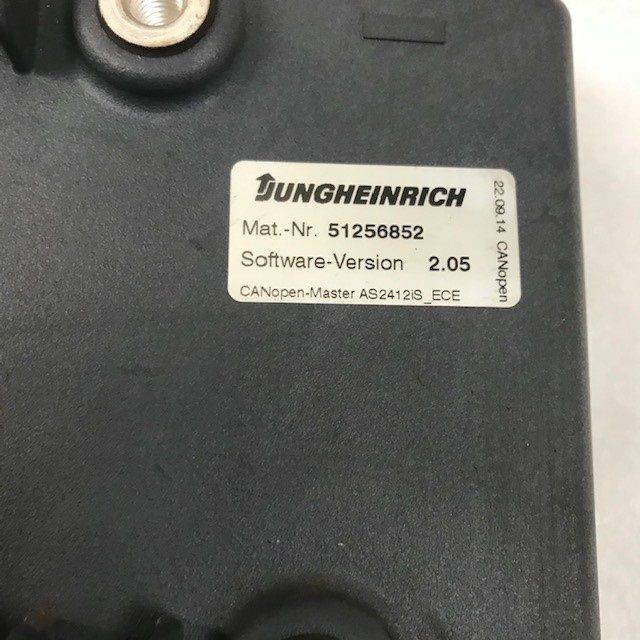 JUNGHEINRICH
Mat.-Nr. 51256852
Software-Version 2.05
CANopen-Master AS2412iS_ECE
22.09.14 CANopen